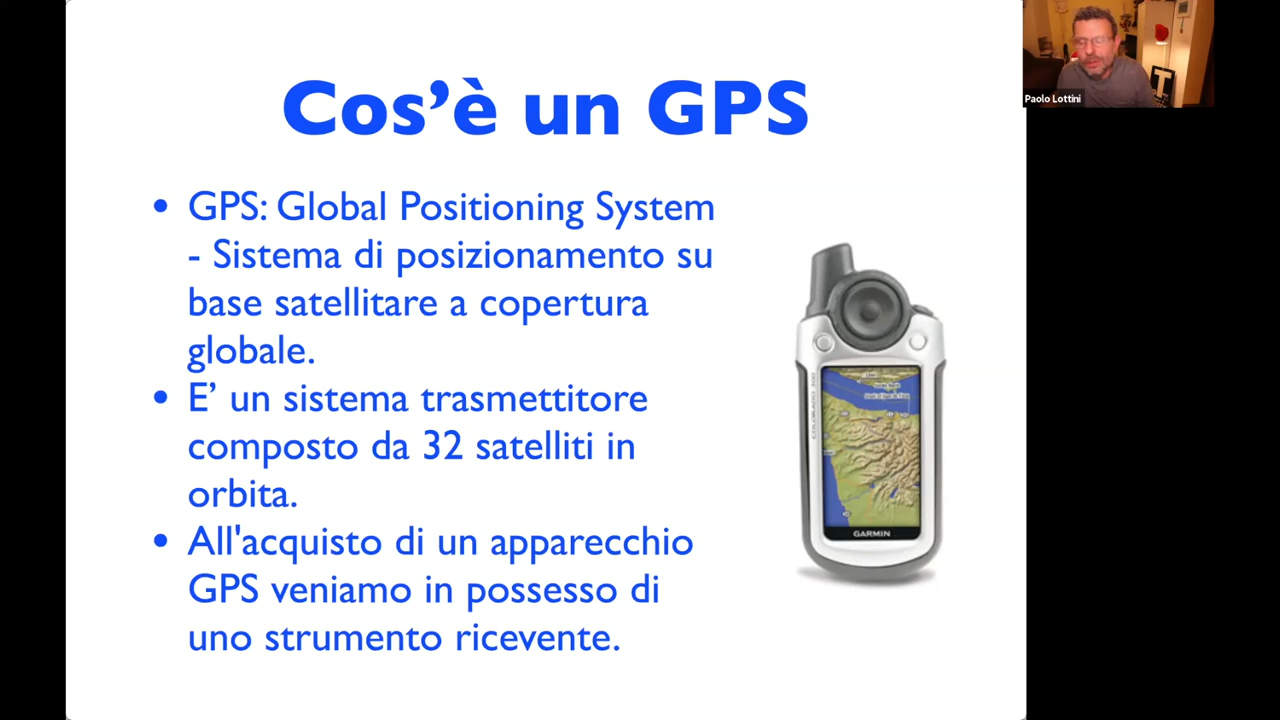 Cos'è un GPS
• GPS: Global Positioning System
- Sistema di posizionamento su
base satellitare a copertura
globale.
• E' un sistema trasmettitore
composto da 32 satelliti in
orbita.
• All'acquisto di un apparecchio
GPS veniamo in possesso di
uno strumento ricevente.
GARMIN
Paolo Lottini